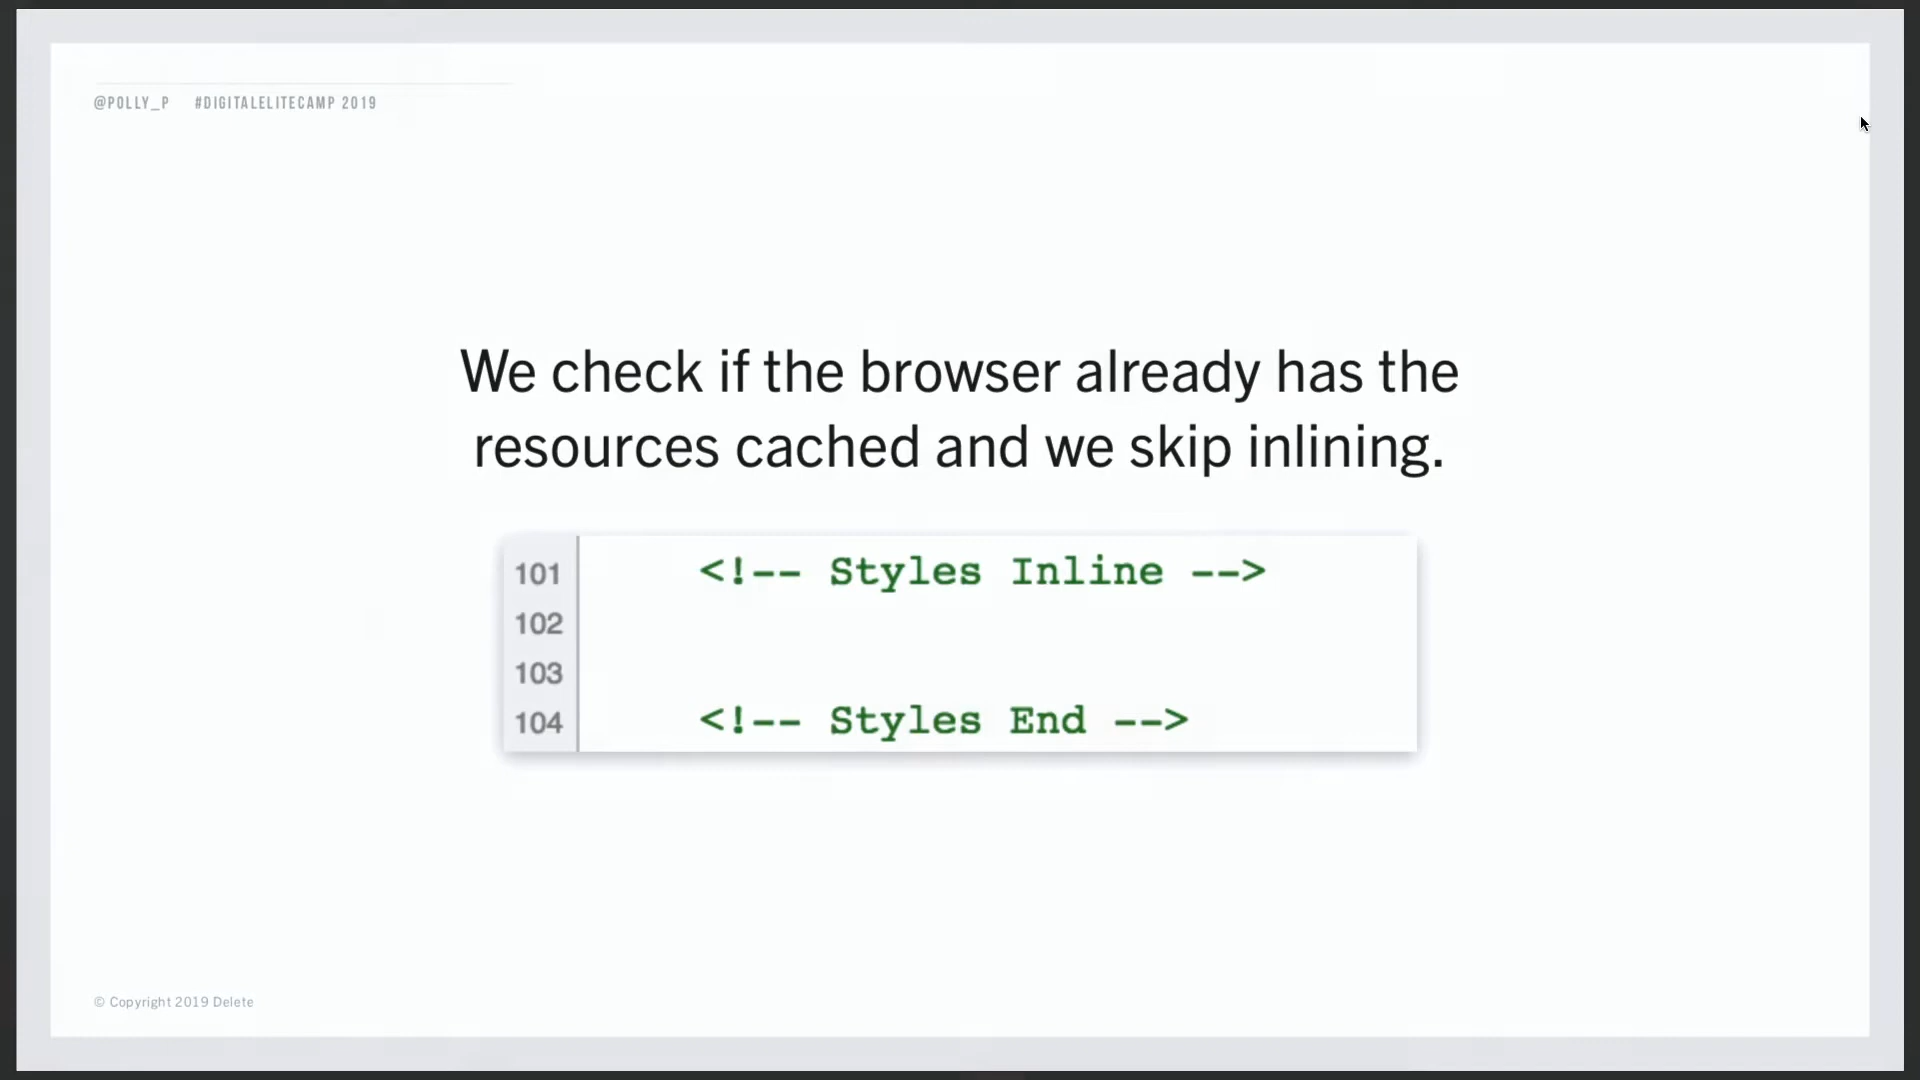 @POLLY_P #DIGITALELITECAMP 2019
We check if the browser already has the
resources cached and we skip inlining.
101 <!-- Styles Inline -->
102
103
104 <!-- Styles End -->
© Copyright 2019 Delete